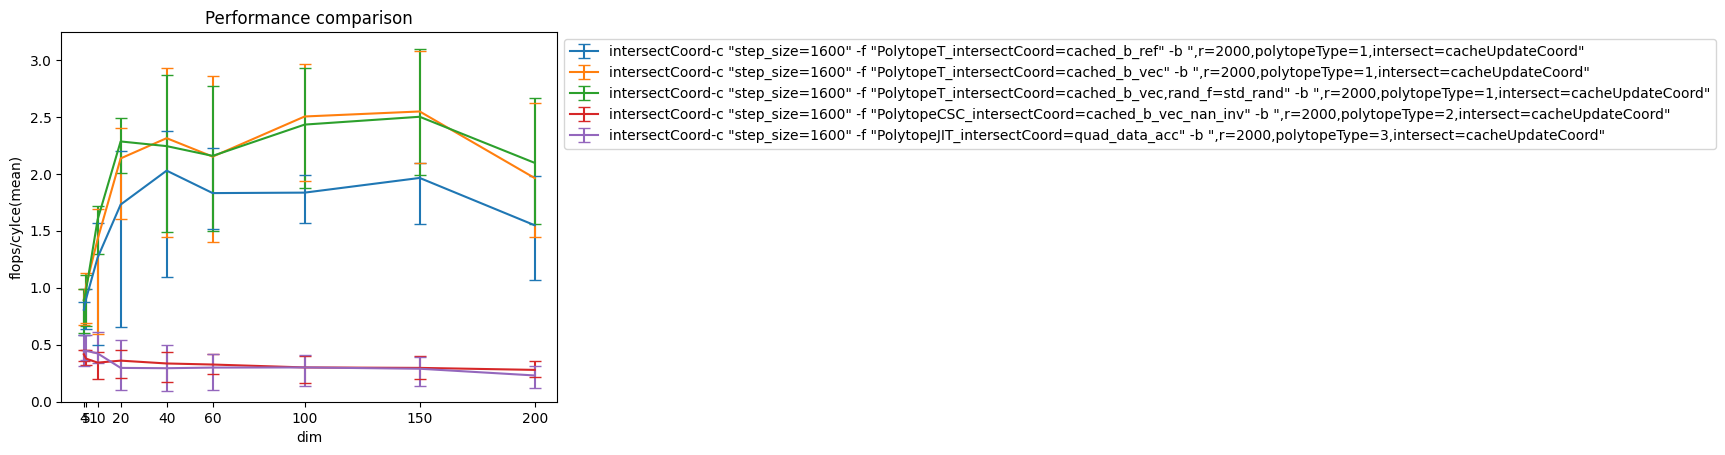 Performance comparison
intersectCoord-c "step_size=1600" -f "PolytopeT_intersectCoord=cached_b_ref" -b ",r=2000,polytopeType=1,intersect=cacheUpdateCoord"
intersectCoord-c "step_size=1600" -f "PolytopeT_intersectCoord=cached_b_vec" -b ",r=2000,polytopeType=1,intersect=cacheUpdateCoord"
intersectCoord-c "step_size=1600" -f "PolytopeT_intersectCoord=cached_b_vec,rand_f=std_rand" -b ",r=2000,polytopeType=1,intersect=cacheUpdateCoord"
intersectCoord-c "step_size=1600" -f "PolytopeCSC_intersectCoord=cached_b_vec_nan_inv" -b ",r=2000,polytopeType=2,intersect=cacheUpdateCoord"
intersectCoord-c "step_size=1600" -f "PolytopeJIT_intersectCoord=quad_data_acc" -b ",r=2000,polytopeType=3,intersect=cacheUpdateCoord"
flops/cylce(mean)
3.0
2.5
2.0
1.5
1.0
0.5
0.0
4 5 10 20 40 60 100 150 200
dim